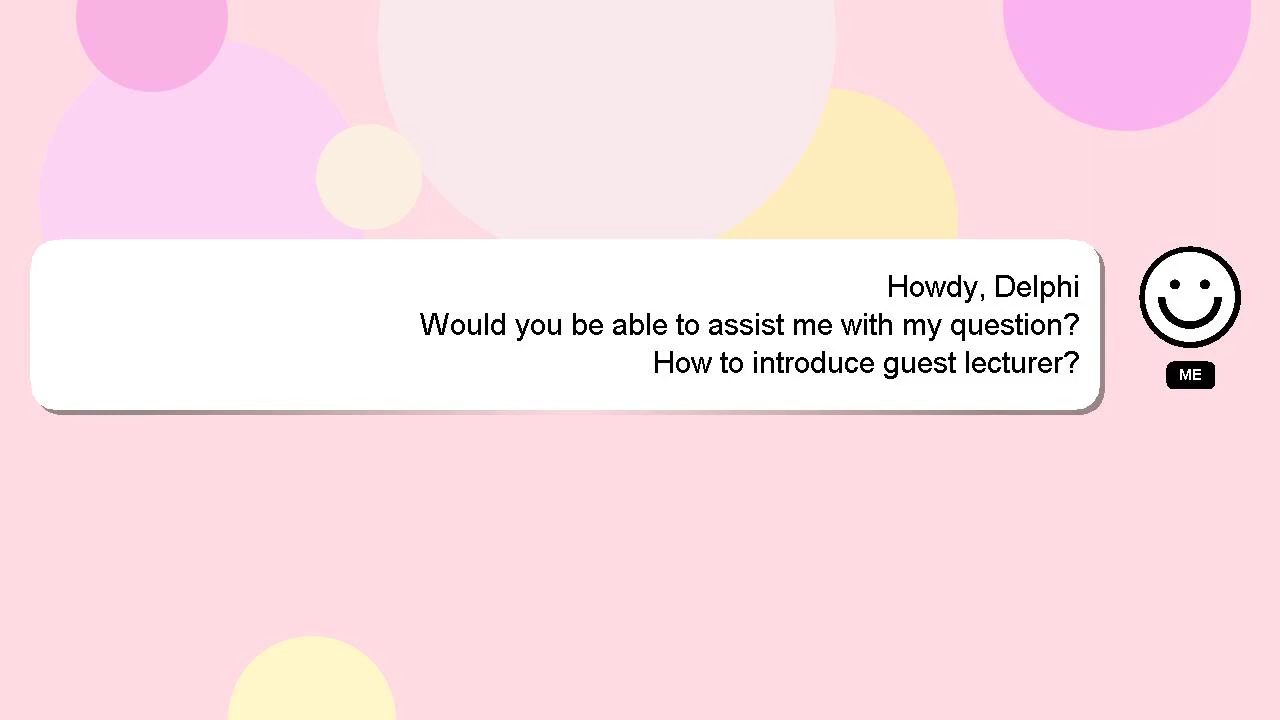 Howdy, Delphi
Would you be able to assist me with my question?
How to introduce guest lecturer?
ME